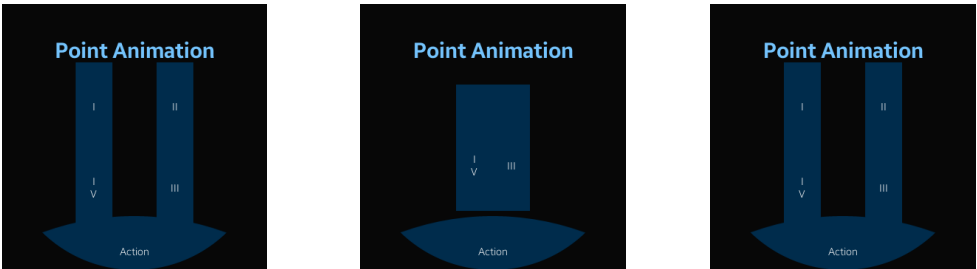 Point Animation
I II
I
V III
Action
Point Animation
I
V III
Action
Point Animation
I II
I
V III
Action